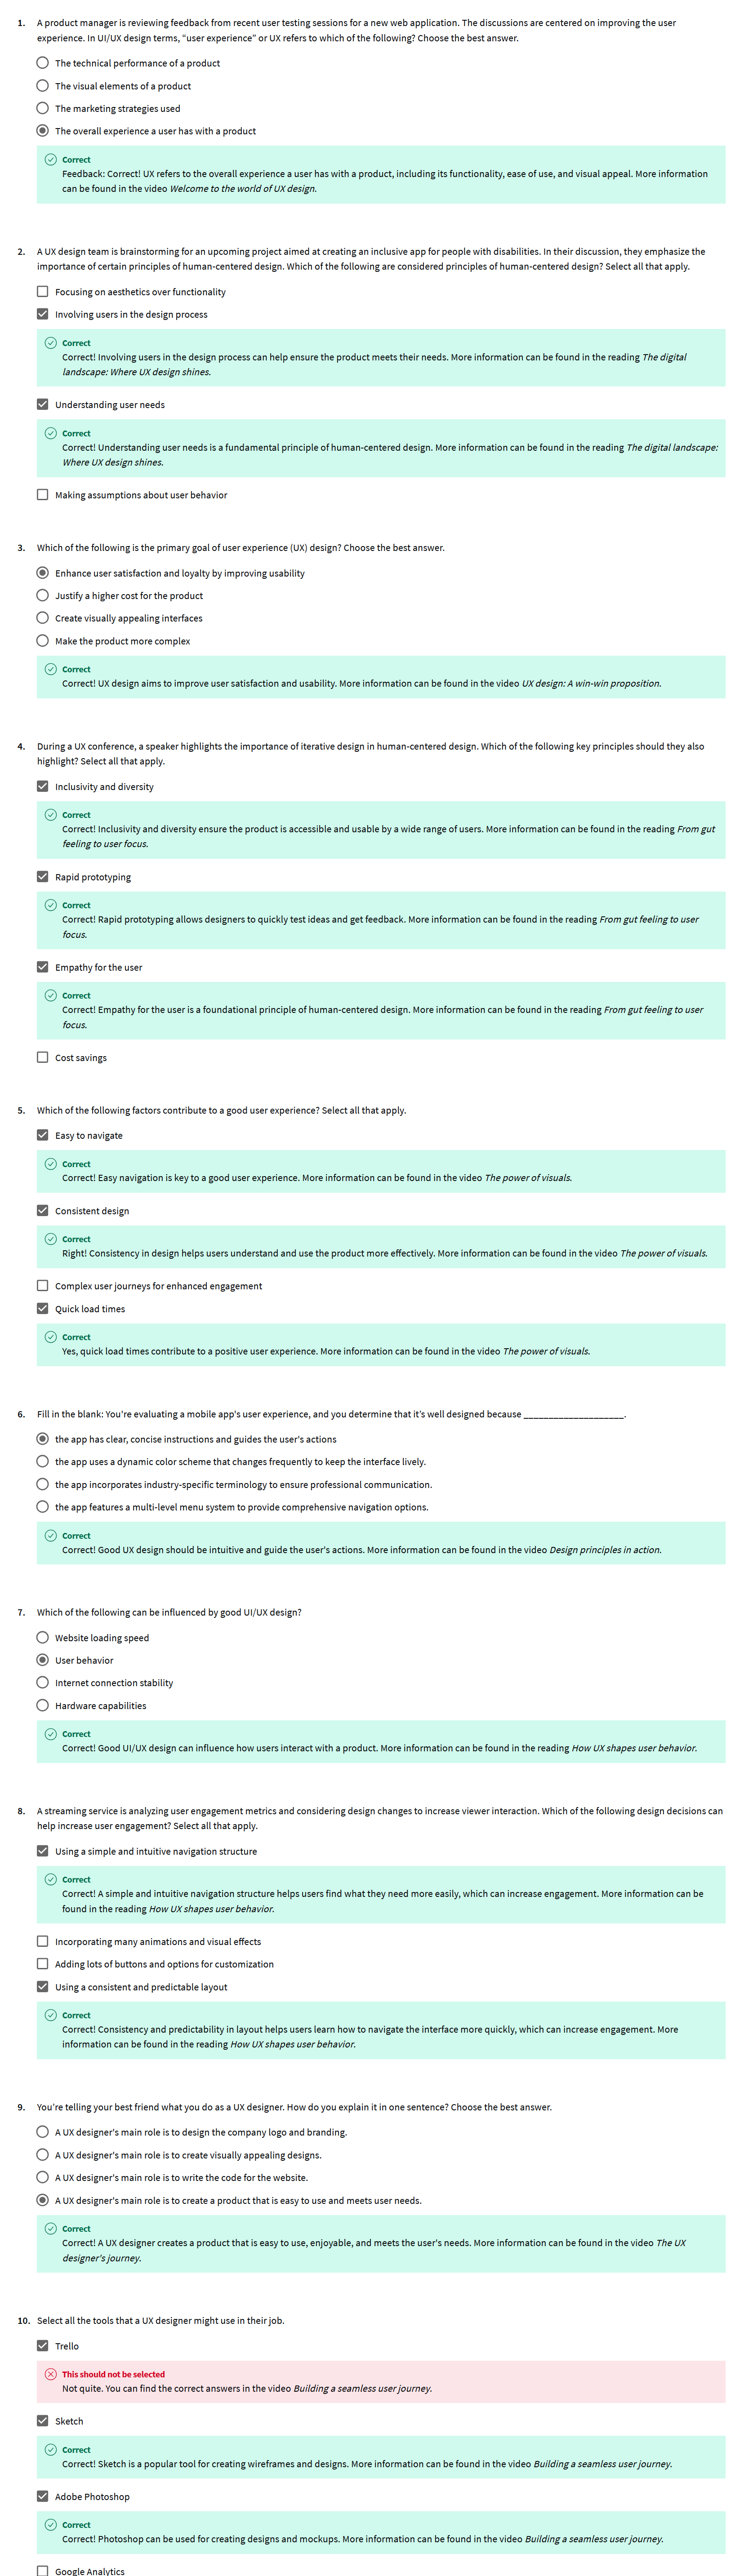 1. A product manager is reviewing feedback from recent user testing sessions for a new web application. The discussions are centered on improving the user
experience. In UI/UX design terms, "user experience" or UX refers to which of the following? Choose the best answer.
The technical performance of a product
The visual elements of a product
The marketing strategies used
The overall experience a user has with a product
Correct
Feedback: Correct! UX refers to the overall experience a user has with a product, including its functionality, ease of use, and visual appeal. More information
can be found in the video Welcome to the world of UX design.
2. A UX design team is brainstorming for an upcoming project aimed at creating an inclusive app for people with disabilities. In their discussion, they emphasize the
importance of certain principles of human-centered design. Which of the following are considered principles of human-centered design? Select all that apply.
Focusing on aesthetics over functionality
Involving users in the design process
Correct
Correct! Involving users in the design process can help ensure the product meets their needs. More information can be found in the reading The digital
landscape: Where UX design shines.
Understanding user needs
Correct
Correct! Understanding user needs is a fundamental principle of human-centered design. More information can be found in the reading The digital landscape:
Where UX design shines.
Making assumptions about user behavior
3. Which of the following is the primary goal of user experience (UX) design? Choose the best answer.
Enhance user satisfaction and loyalty by improving usability
Justify a higher cost for the product
Create visually appealing interfaces
Make the product more complex
Correct
Correct! UX design aims to improve user satisfaction and usability. More information can be found in the video UX design: A win-win proposition.
4. During a UX conference, a speaker highlights the importance of iterative design in human-centered design. Which of the following key principles should they also
highlight? Select all that apply.
Inclusivity and diversity
Correct
Correct! Inclusivity and diversity ensure the product is accessible and usable by a wide range of users. More information can be found in the reading From gut
feeling to user focus.
Rapid prototyping
Correct
Correct! Rapid prototyping allows designers to quickly test ideas and get feedback. More information can be found in the reading From gut feeling to user
focus.
Empathy for the user
Correct
Correct! Empathy for the user is a foundational principle of human-centered design. More information can be found in the reading From gut feeling to user
focus.
Cost savings
5. Which of the following factors contribute to a good user experience? Select all that apply.
Easy to navigate
Correct
Correct! Easy navigation is key to a good user experience. More information can be found in the video The power of visuals.
Consistent design
Correct
Right! Consistency in design helps users understand and use the product more effectively. More information can be found in the video The power of visuals.
Complex user journeys for enhanced engagement
Quick load times
Correct
Yes, quick load times contribute to a positive user experience. More information can be found in the video The power of visuals.
6. Fill in the blank: You're evaluating a mobile app's user experience, and you determine that it's well designed because ____________________.
the app has clear, concise instructions and guides the user's actions
the app uses a dynamic color scheme that changes frequently to keep the interface lively.
the app incorporates industry-specific terminology to ensure professional communication.
the app features a multi-level menu system to provide comprehensive navigation options.
Correct
Correct! Good UX design should be intuitive and guide the user's actions. More information can be found in the video Design principles in action.
7. Which of the following can be influenced by good UI/UX design?
Website loading speed
User behavior
Internet connection stability
Hardware capabilities
Correct
Correct! Good UI/UX design can influence how users interact with a product. More information can be found in the reading How UX shapes user behavior.
8. A streaming service is analyzing user engagement metrics and considering design changes to increase viewer interaction. Which of the following design decisions can
help increase user engagement? Select all that apply.
Using a simple and intuitive navigation structure
Correct
Correct! A simple and intuitive navigation structure helps users find what they need more easily, which can increase engagement. More information can be
found in the reading How UX shapes user behavior.
Incorporating many animations and visual effects
Adding lots of buttons and options for customization
Using a consistent and predictable layout
Correct
Correct! Consistency and predictability in layout helps users learn how to navigate the interface more quickly, which can increase engagement. More
information can be found in the reading How UX shapes user behavior.
9. You're telling your best friend what you do as a UX designer. How do you explain it in one sentence? Choose the best answer.
A UX designer's main role is to design the company logo and branding.
A UX designer's main role is to create visually appealing designs.
A UX designer's main role is to write the code for the website.
A UX designer's main role is to create a product that is easy to use and meets user needs.
Correct
Correct! A UX designer creates a product that is easy to use, enjoyable, and meets the user's needs. More information can be found in the video The UX
designer's journey.
10. Select all the tools that a UX designer might use in their job.
Trello
This should not be selected
Not quite. You can find the correct answers in the video Building a seamless user journey.
Sketch
Correct
Correct! Sketch is a popular tool for creating wireframes and designs. More information can be found in the video Building a seamless user journey.
Adobe Photoshop
Correct
Correct! Photoshop can be used for creating designs and mockups. More information can be found in the video Building a seamless user journey.
Google Analytics